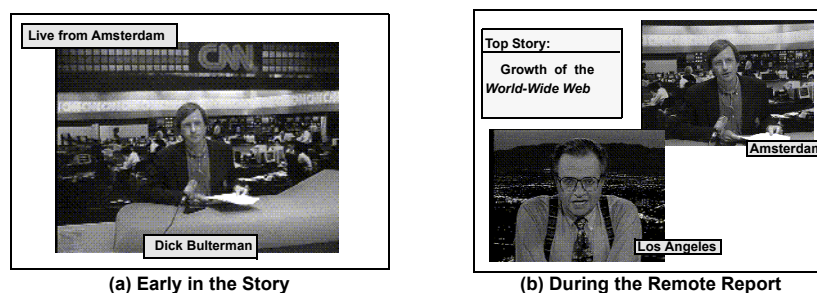 Live from Amsterdam
CNN
Dick Bulterman
(a) Early in the Story
Top Story:
Growth of the
World-Wide Web
Amsterdam
Los Angeles
(b) During the Remote Report